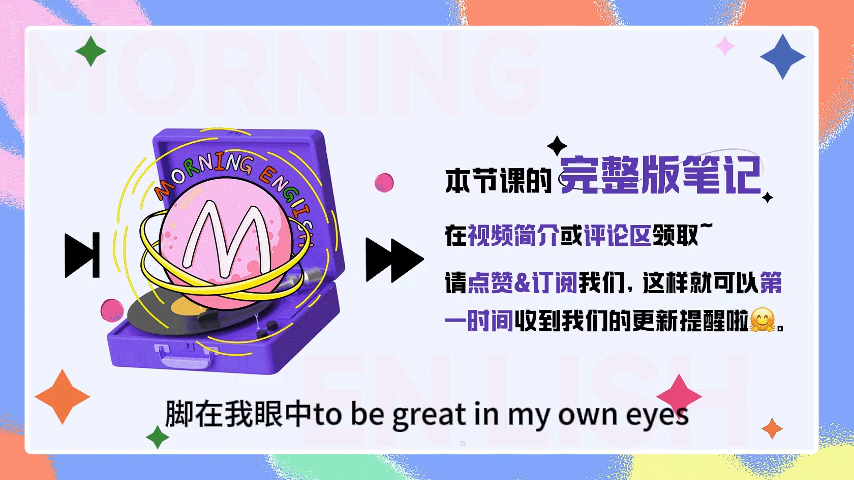 MORNING
MORNING ENGLISH
M
本节课的 完整版笔记
在视频简介或评论区领取~
请点赞&订阅我们, 这样就可以第
一时间收到我们的更新提醒啦🤗。
EN LISH
脚在我眼中to be great in my own eyes